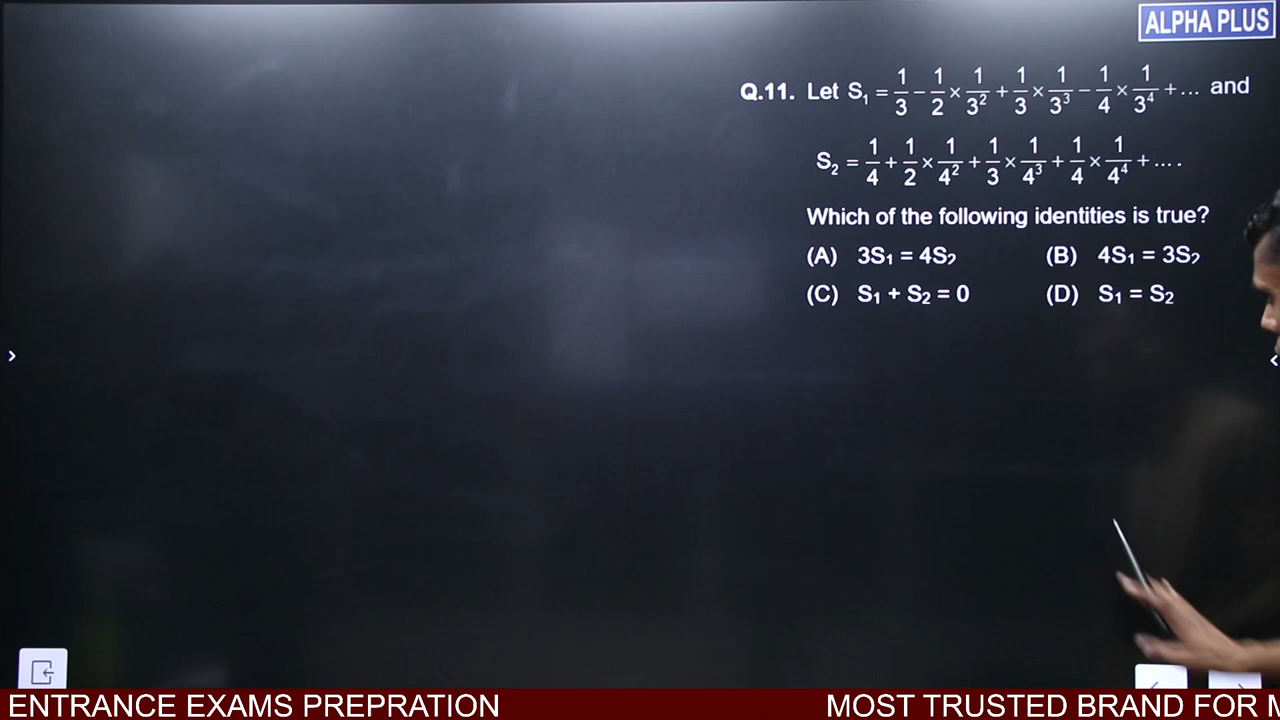 ALPHA PLUS
Q.11. Let S₁ = 1/3 − 1/2 × 1/3² + 1/3 × 1/3³ − 1/4 × 1/3⁴ + ... and
S₂ = 1/4 + 1/2 × 1/4² + 1/3 × 1/4³ + 1/4 × 1/4⁴ + ... .
Which of the following identities is true?
(A) 3S₁ = 4S₂ (B) 4S₁ = 3S₂
(C) S₁ + S₂ = 0 (D) S₁ = S₂
ENTRANCE EXAMS PREPRATION MOST TRUSTED BRAND FOR